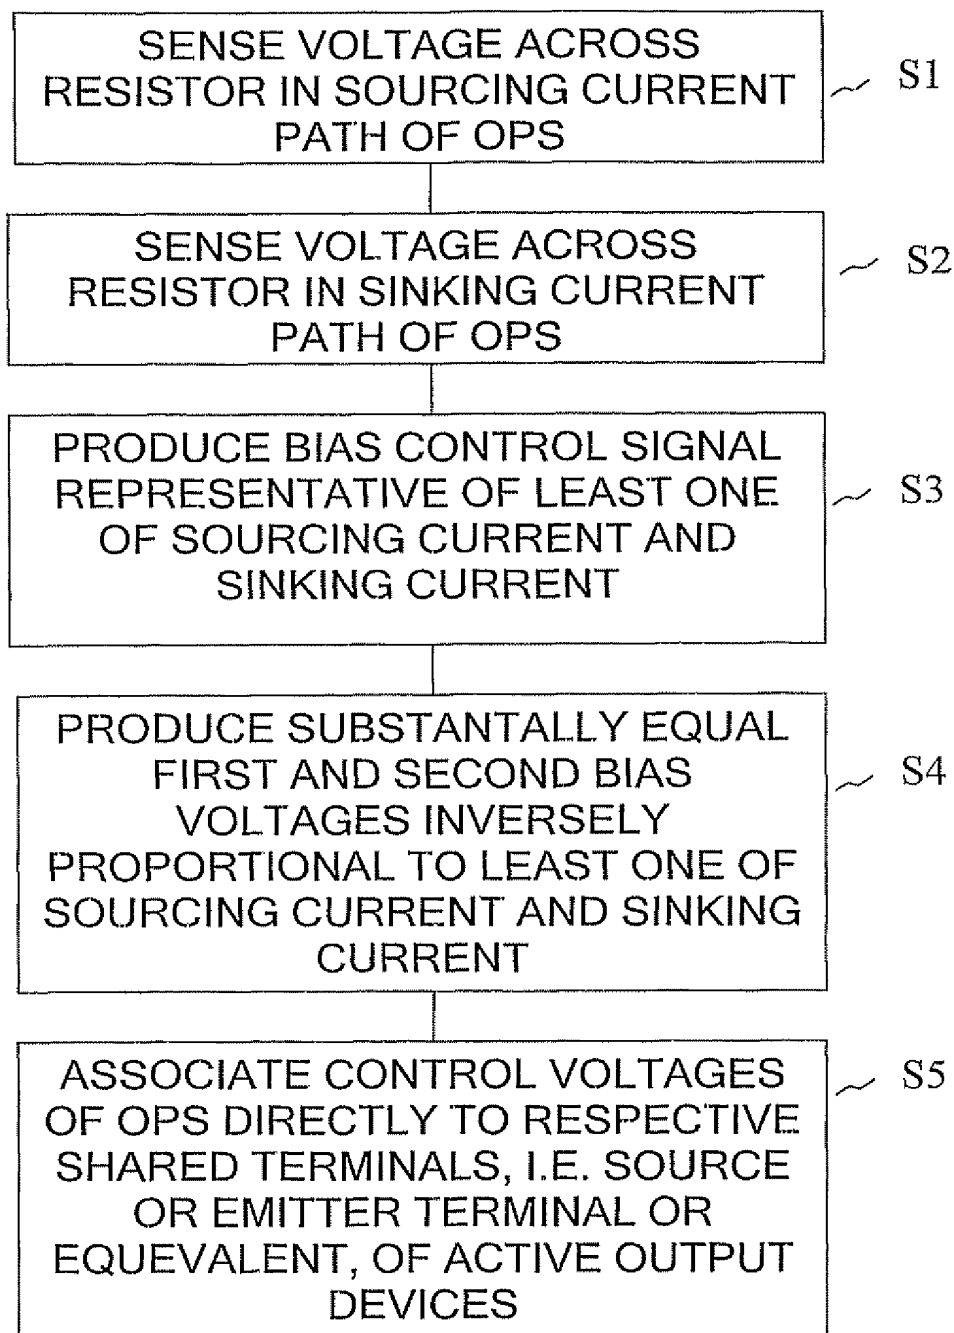 SENSE VOLTAGE ACROSS
RESISTOR IN SOURCING CURRENT
PATH OF OPS
S1
SENSE VOLTAGE ACROSS
RESISTOR IN SINKING CURRENT
PATH OF OPS
S2
PRODUCE BIAS CONTROL SIGNAL
REPRESENTATIVE OF LEAST ONE
OF SOURCING CURRENT AND
SINKING CURRENT
S3
PRODUCE SUBSTANTALLY EQUAL
FIRST AND SECOND BIAS
VOLTAGES INVERSELY
PROPORTIONAL TO LEAST ONE OF
SOURCING CURRENT AND SINKING
CURRENT
S4
ASSOCIATE CONTROL VOLTAGES
OF OPS DIRECTLY TO RESPECTIVE
SHARED TERMINALS, I.E. SOURCE
OR EMITTER TERMINAL OR
EQUEVALENT, OF ACTIVE OUTPUT
DEVICES
S5